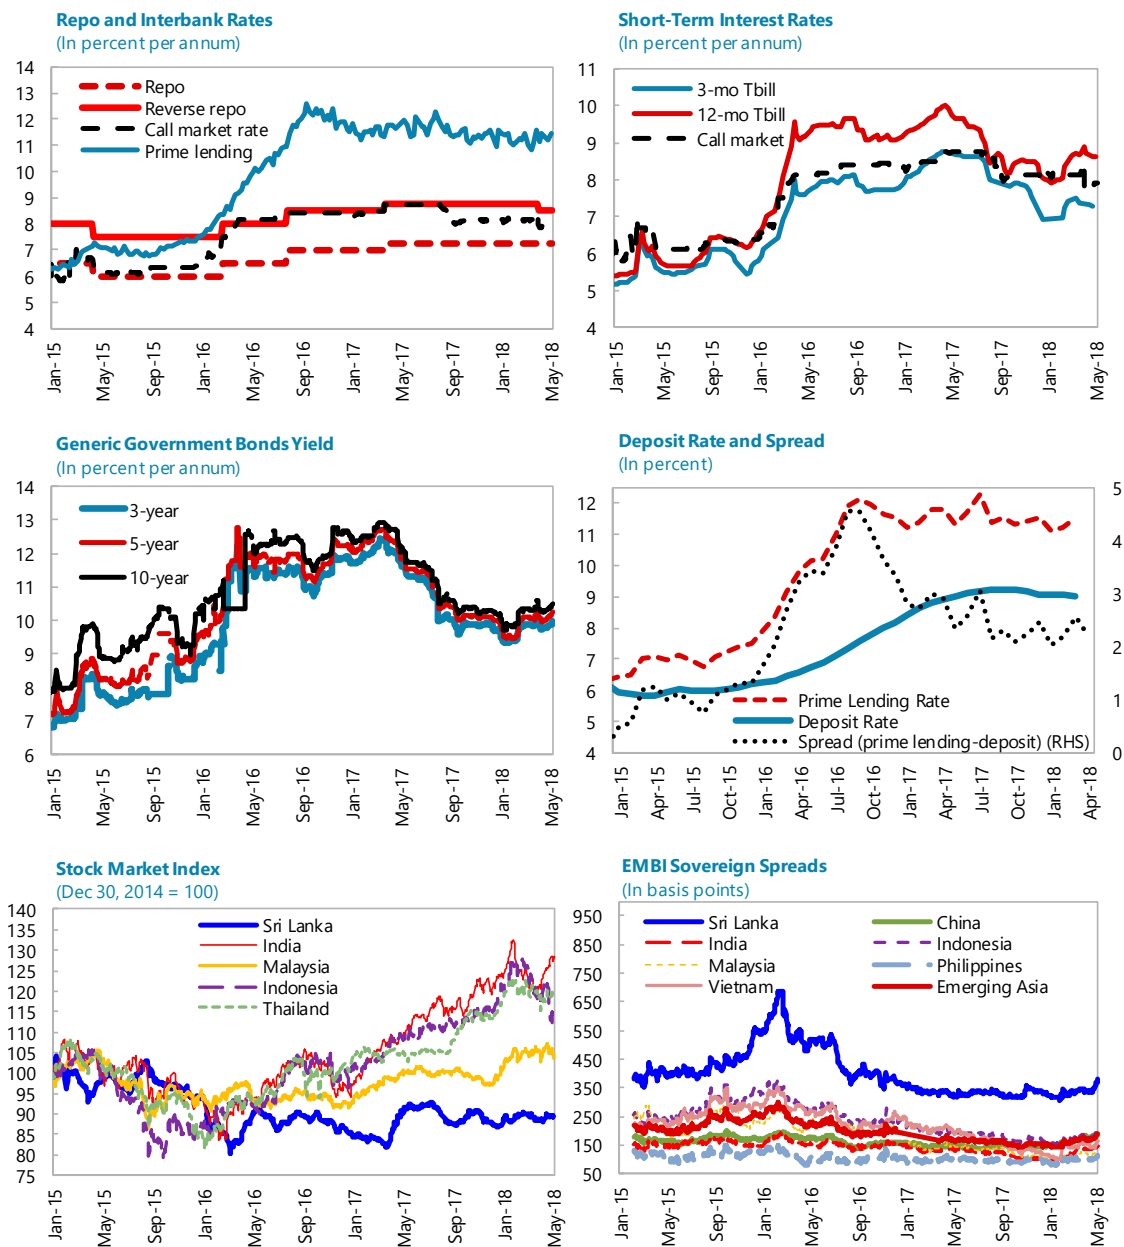 Repo and Interbank Rates
(In percent per annum)
14
13
12
11
10
9
8
7
6
5
4
Repo
Reverse repo
Call market rate
Prime lending
Jan-15
May-15
Sep-15
Jan-16
May-16
Sep-16
Jan-17
May-17
Sep-17
Jan-18
May-18
Short-Term Interest Rates
(In percent per annum)
11
10
9
8
7
6
5
4
3-mo Tbill
12-mo Tbill
Call market
Jan-15
May-15
Sep-15
Jan-16
May-16
Sep-16
Jan-17
May-17
Sep-17
Jan-18
May-18
Generic Government Bonds Yield
(In percent per annum)
14
13
12
11
10
9
8
7
6
3-year
5-year
10-year
Jan-15
May-15
Sep-15
Jan-16
May-16
Sep-16
Jan-17
May-17
Sep-17
Jan-18
May-18
Deposit Rate and Spread
(In percent)
12
11
10
9
8
7
6
5
4
5
4
3
2
1
0
Prime Lending Rate
Deposit Rate
Spread (prime lending-deposit) (RHS)
Jan-15
Apr-15
Jul-15
Oct-15
Jan-16
Apr-16
Jul-16
Oct-16
Jan-17
Apr-17
Jul-17
Oct-17
Jan-18
Apr-18
Stock Market Index
(Dec 30, 2014 = 100)
140
135
130
125
120
115
110
105
100
95
90
85
80
75
Sri Lanka
India
Malaysia
Indonesia
Thailand
Jan-15
May-15
Sep-15
Jan-16
May-16
Sep-16
Jan-17
May-17
Sep-17
Jan-18
May-18
EMBI Sovereign Spreads
(In basis points)
950
850
750
650
550
450
350
250
150
50
Sri Lanka
China
India
Indonesia
Malaysia
Philippines
Vietnam
Emerging Asia
Jan-15
May-15
Sep-15
Jan-16
May-16
Sep-16
Jan-17
May-17
Sep-17
Jan-18
May-18